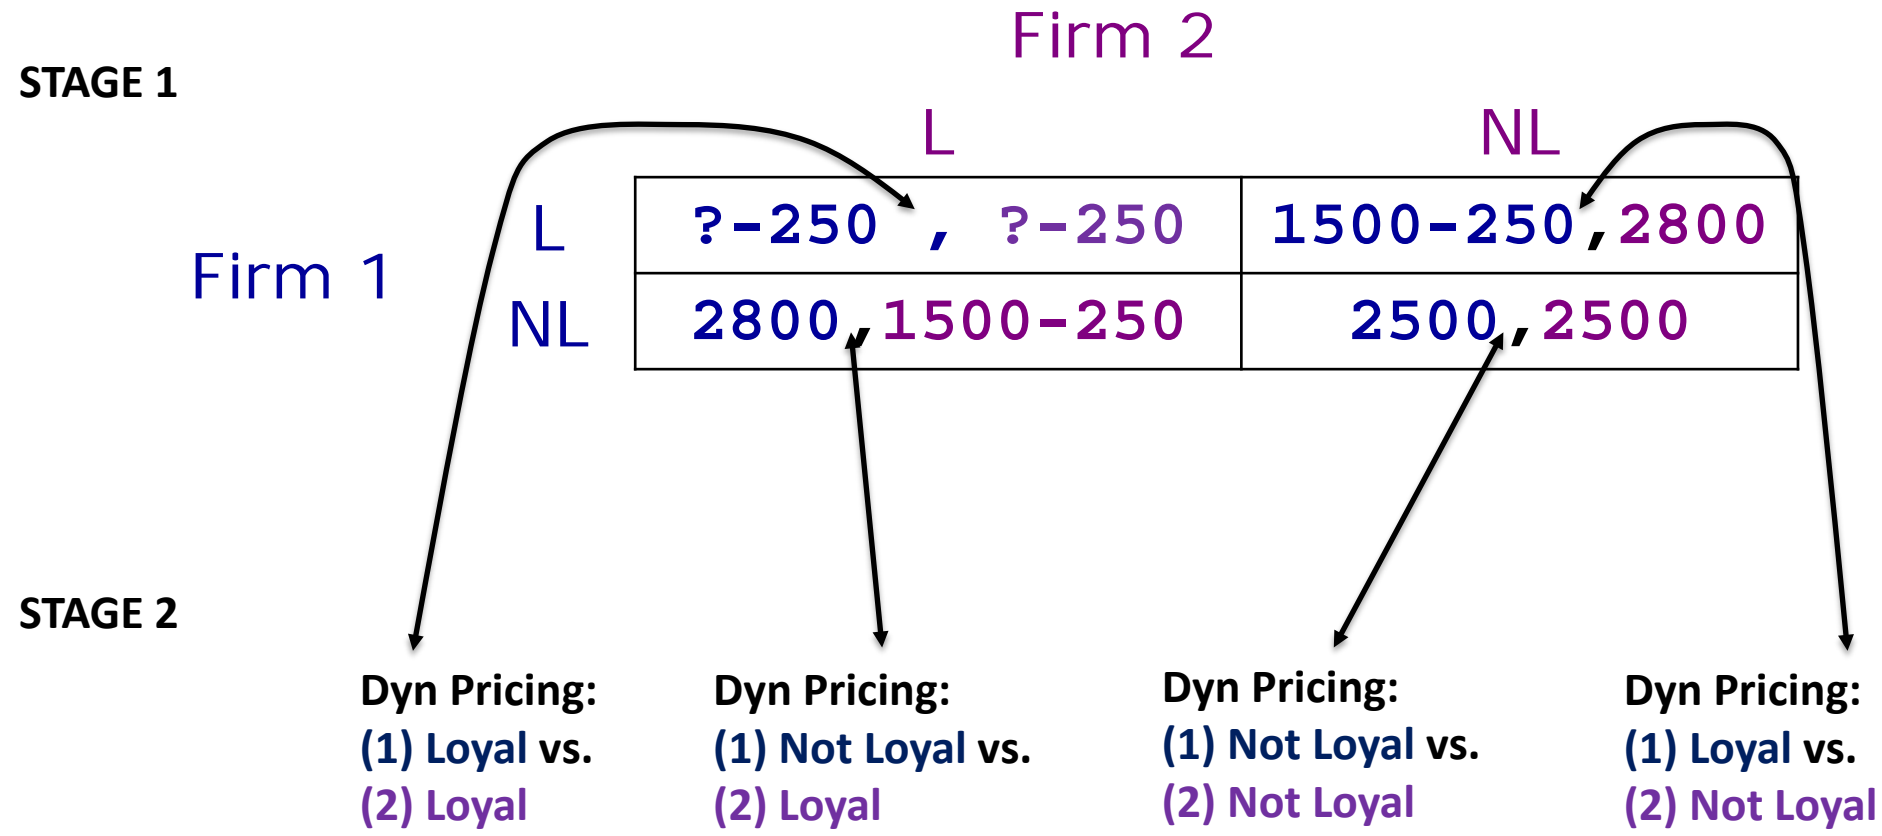 Firm 2
STAGE 1
L NL
L ?-250 , ?-250 1500-250,2800
Firm 1
NL 2800,1500-250 2500,2500
STAGE 2
Dyn Pricing: Dyn Pricing: Dyn Pricing: Dyn Pricing:
(1) Loyal vs. (1) Not Loyal vs. (1) Not Loyal vs. (1) Loyal vs.
(2) Loyal (2) Loyal (2) Not Loyal (2) Not Loyal